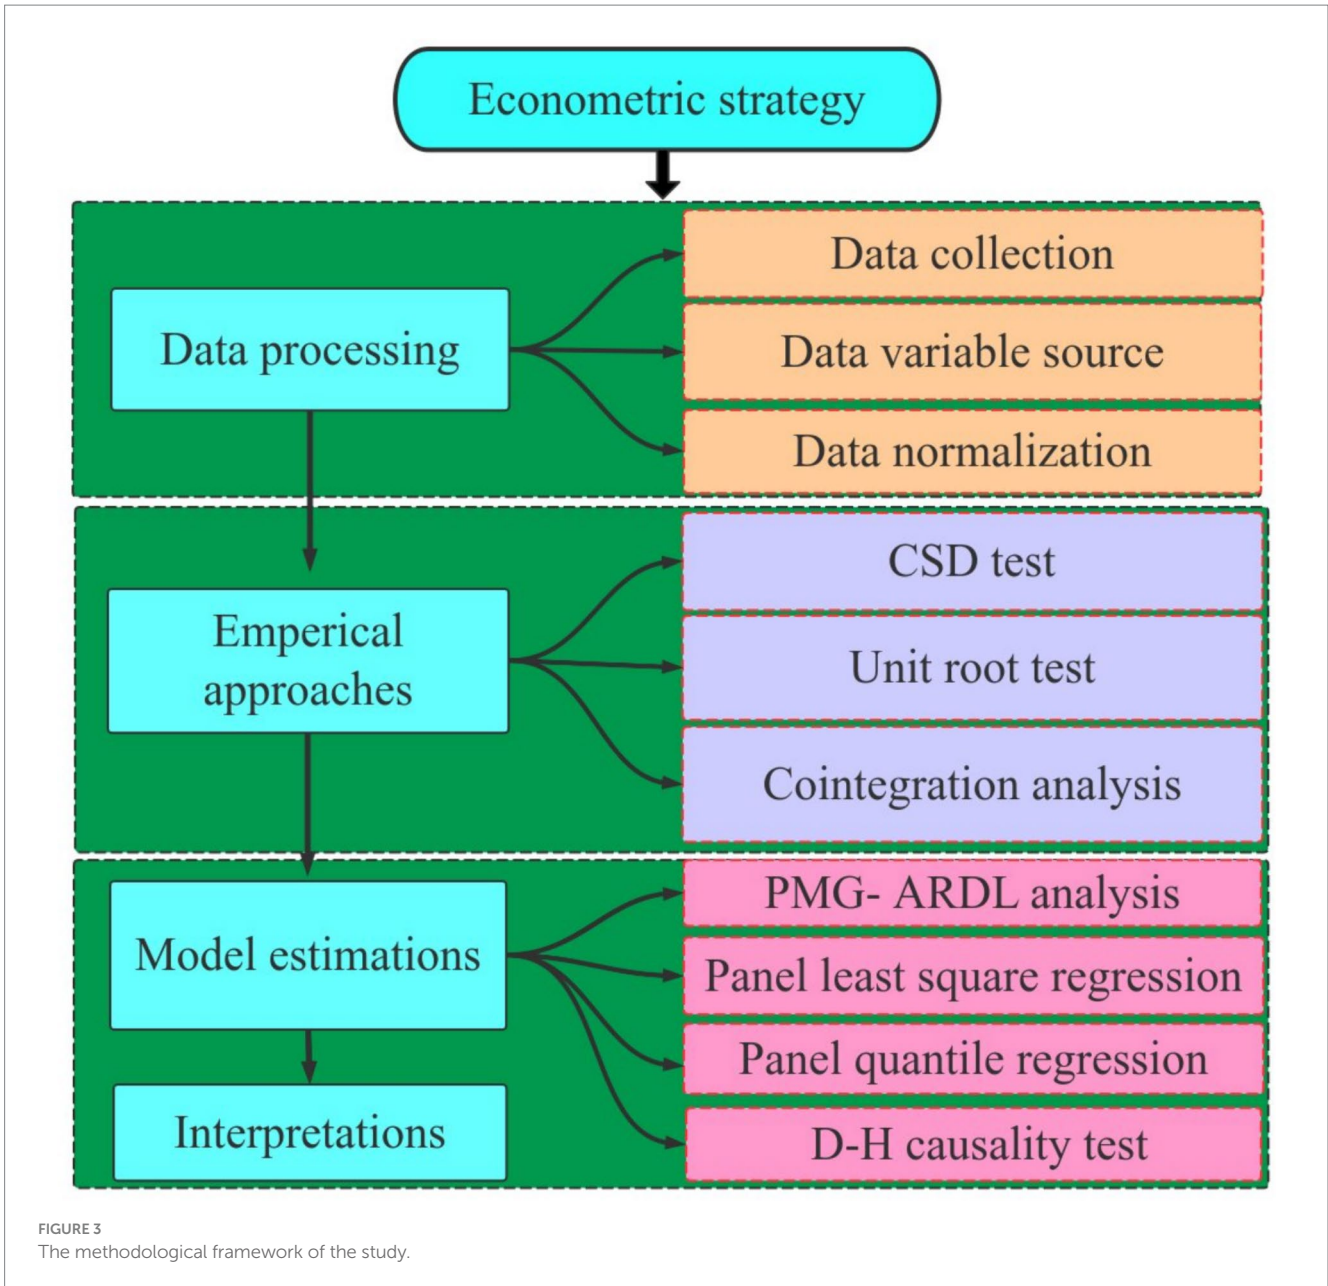 Econometric strategy
Data processing
Data collection
Data variable source
Data normalization
Emperical
approaches
CSD test
Unit root test
Cointegration analysis
Model estimations
PMG- ARDL analysis
Panel least square regression
Panel quantile regression
D-H causality test
Interpretations
FIGURE 3
The methodological framework of the study.